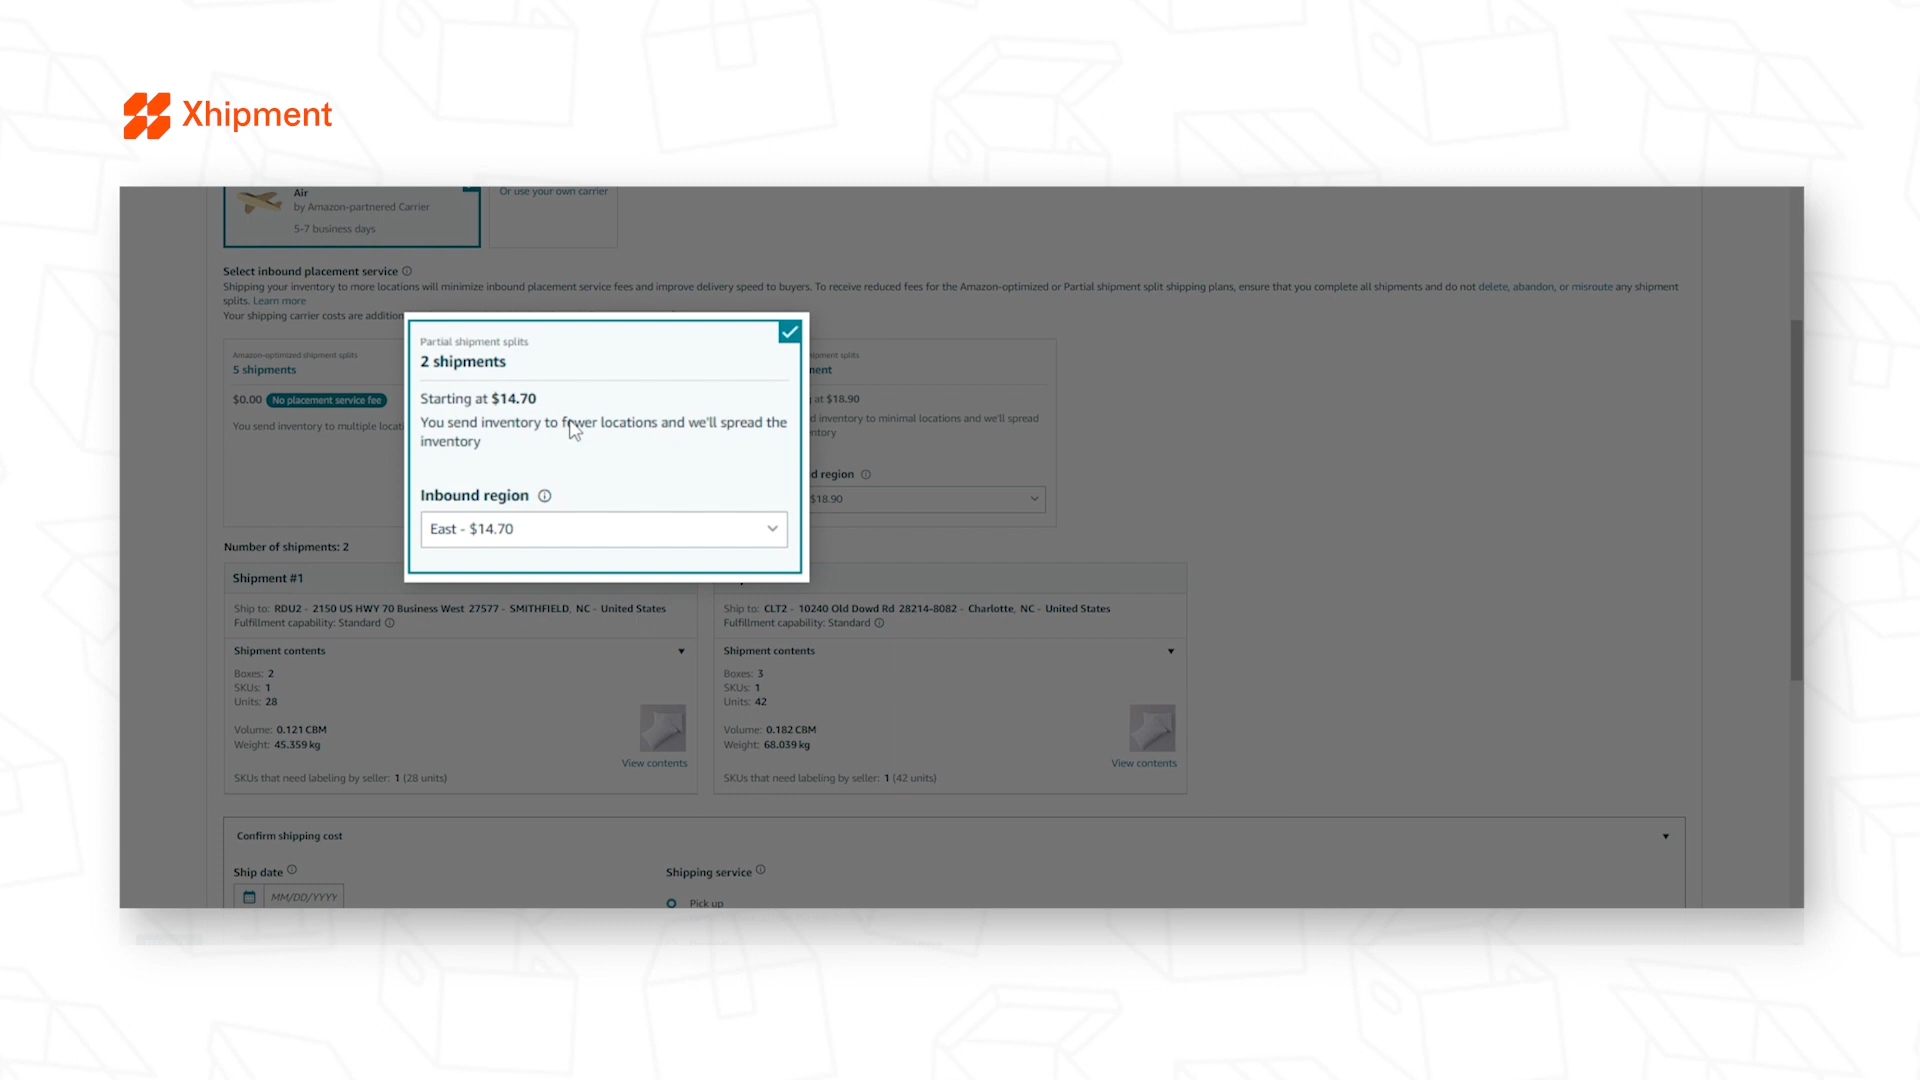 Xhipment
Air
by Amazon-partnered Carrier
5-7 business days
Or use your own carrier
Select inbound placement service
Shipping your inventory to more locations will minimize inbound placement service fees and improve delivery speed to buyers. To receive reduced fees for the Amazon-optimized or Partial shipment split shipping plans, ensure that you complete all shipments and do not delete, abandon, or misroute any shipment
splits. Learn more
Your shipping carrier costs are addition
Amazon-optimized shipment splits
5 shipments
$0.00 No placement service fee
You send inventory to multiple locati
Partial shipment splits
2 shipments
Starting at $14.70
You send inventory to fewer locations and we'll spread the
inventory
Inbound region
East - $14.70
ipment splits
ment
at $18.90
d inventory to minimal locations and we'll spread
ntory
d region
$18.90
Number of shipments: 2
Shipment #1
Ship to: RDU2 - 2150 US HWY 70 Business West 27577 - SMITHFIELD, NC - United States
Fulfillment capability: Standard
Shipment contents
Boxes: 2
SKUs: 1
Units: 28
Volume: 0.121 CBM
Weight: 45.359 kg
View contents
SKUs that need labeling by seller: 1 (28 units)
Ship to: CLT2 - 10240 Old Dowd Rd 28214-8082 - Charlotte, NC - United States
Fulfillment capability: Standard
Shipment contents
Boxes: 3
SKUs: 1
Units: 42
Volume: 0.182 CBM
Weight: 68.039 kg
View contents
SKUs that need labeling by seller: 1 (42 units)
Confirm shipping cost
Ship date
MM/DD/YYYY
Shipping service
Pick up